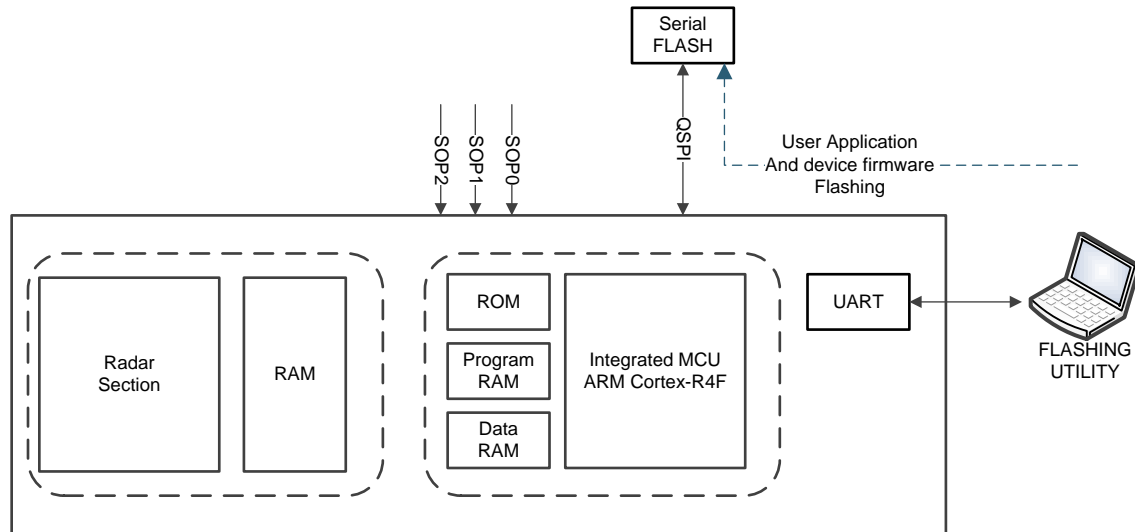 Serial
FLASH
SOP2
SOP1
SOP0
QSPI
User Application
And device firmware
Flashing
Radar
Section
RAM
ROM
Program
RAM
Data
RAM
Integrated MCU
ARM Cortex-R4F
UART
FLASHING
UTILITY